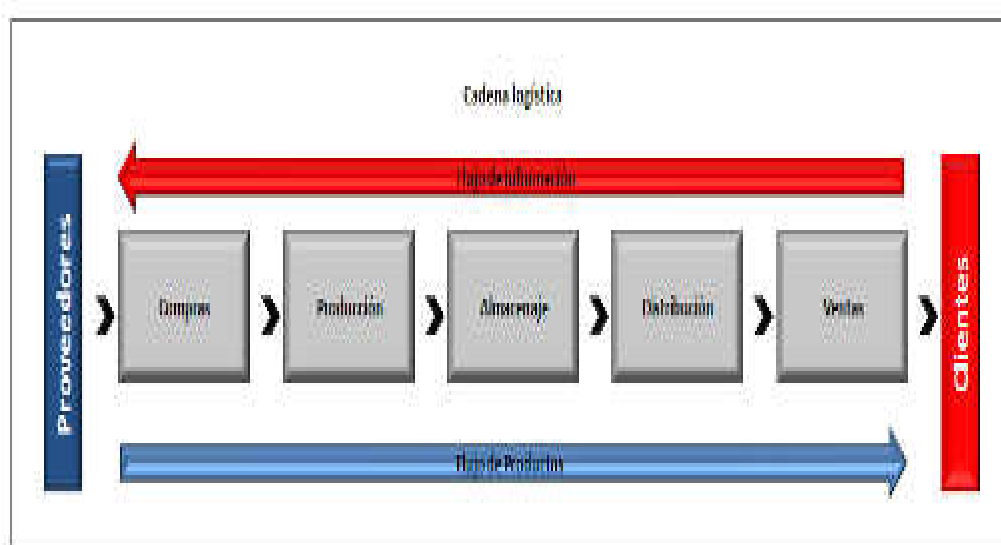 Cadena logística
Flujo de información
Proveedores
Compras
Producción
Almacenaje
Distribución
Ventas
Clientes
Flujo de Productos